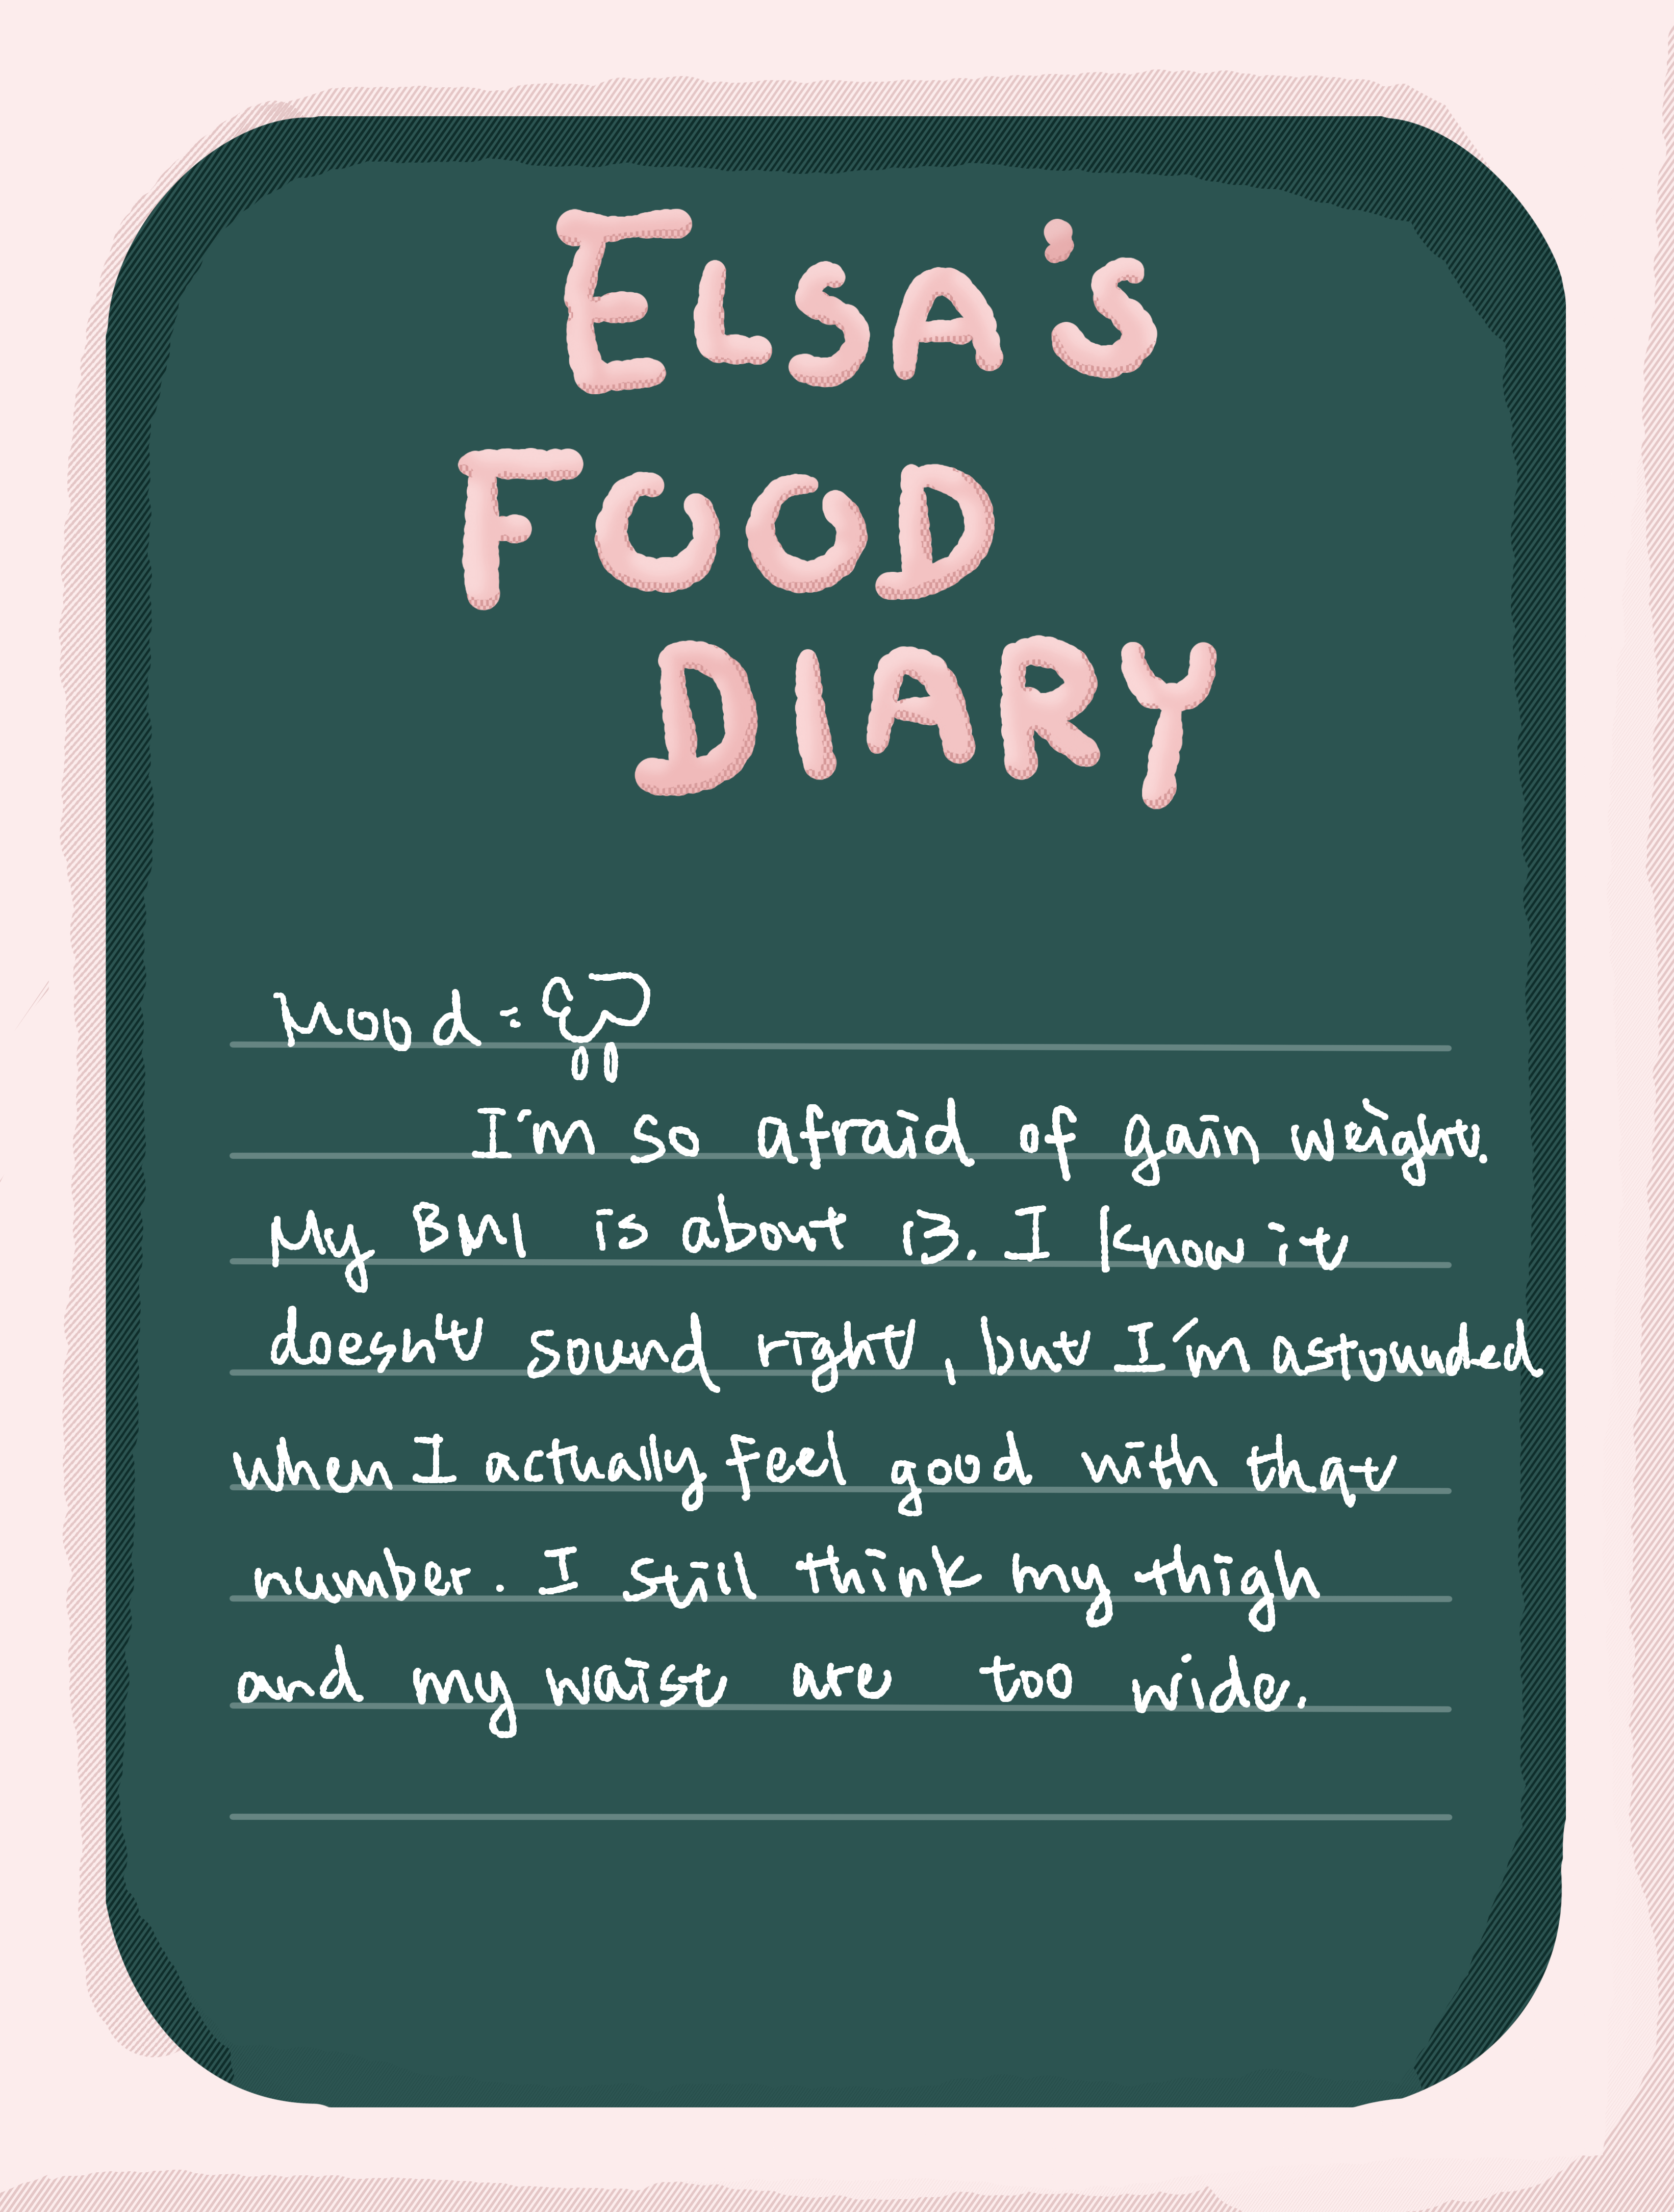 ELSA'S
FOOD
DIARY
Mood :
I'm so afraid of gain weight.
My BMI is about 13. I know it
doesn't sound right, but I'm astounded
when I actually feel good with that
number. I still think my thigh
and my waist are too wide.